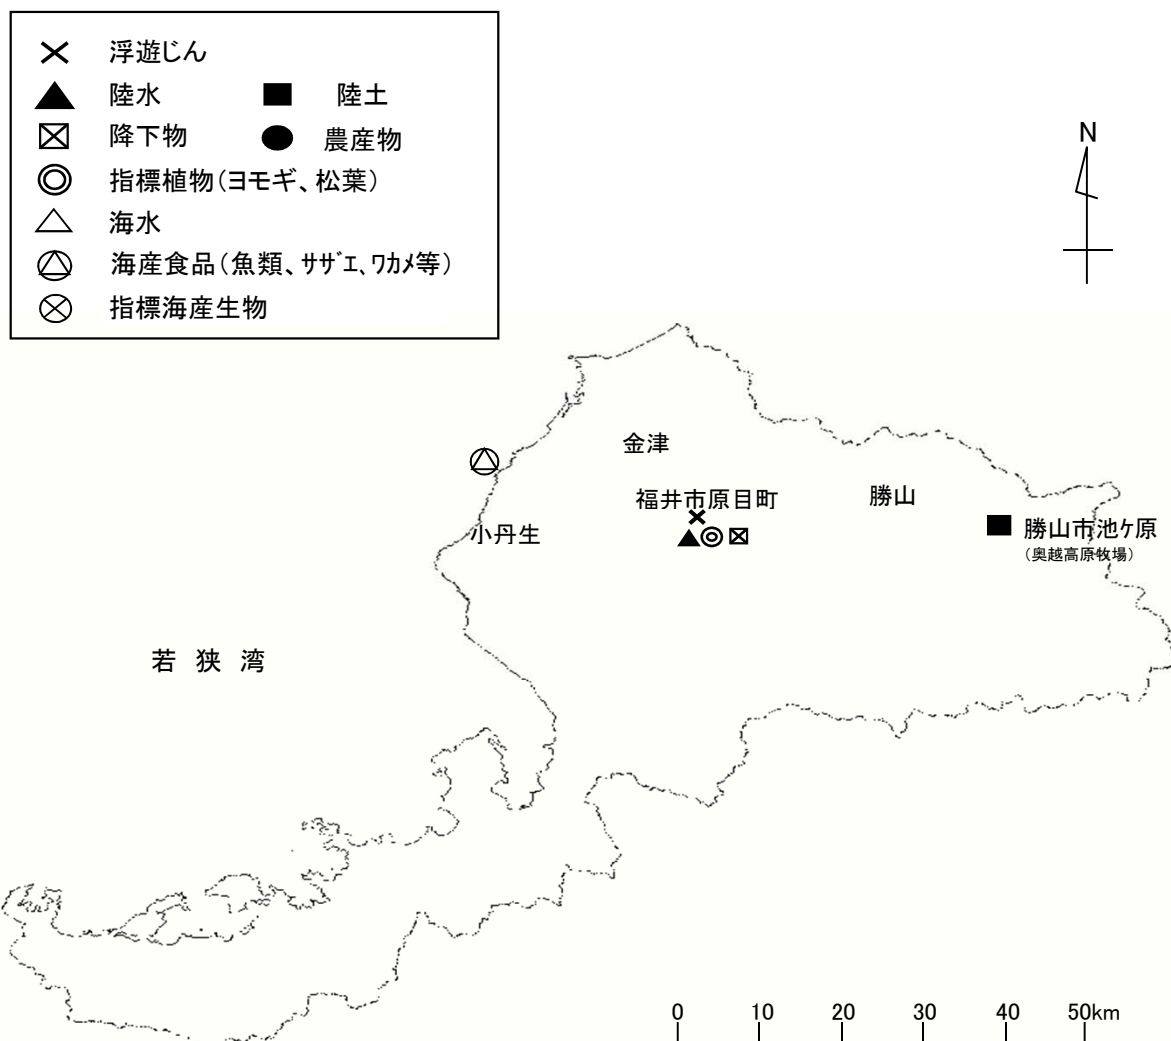 浮遊じん
陸水 陸土
降下物 農産物
指標植物(ヨモギ、松葉)
海水
海産食品(魚類、ｻｻﾞｴ、ﾜｶﾒ等)
指標海産生物
N
金津
福井市原目町
勝山
小丹生
勝山市池ケ原
(奥越高原牧場)
若 狭 湾
0 10 20 30 40 50km